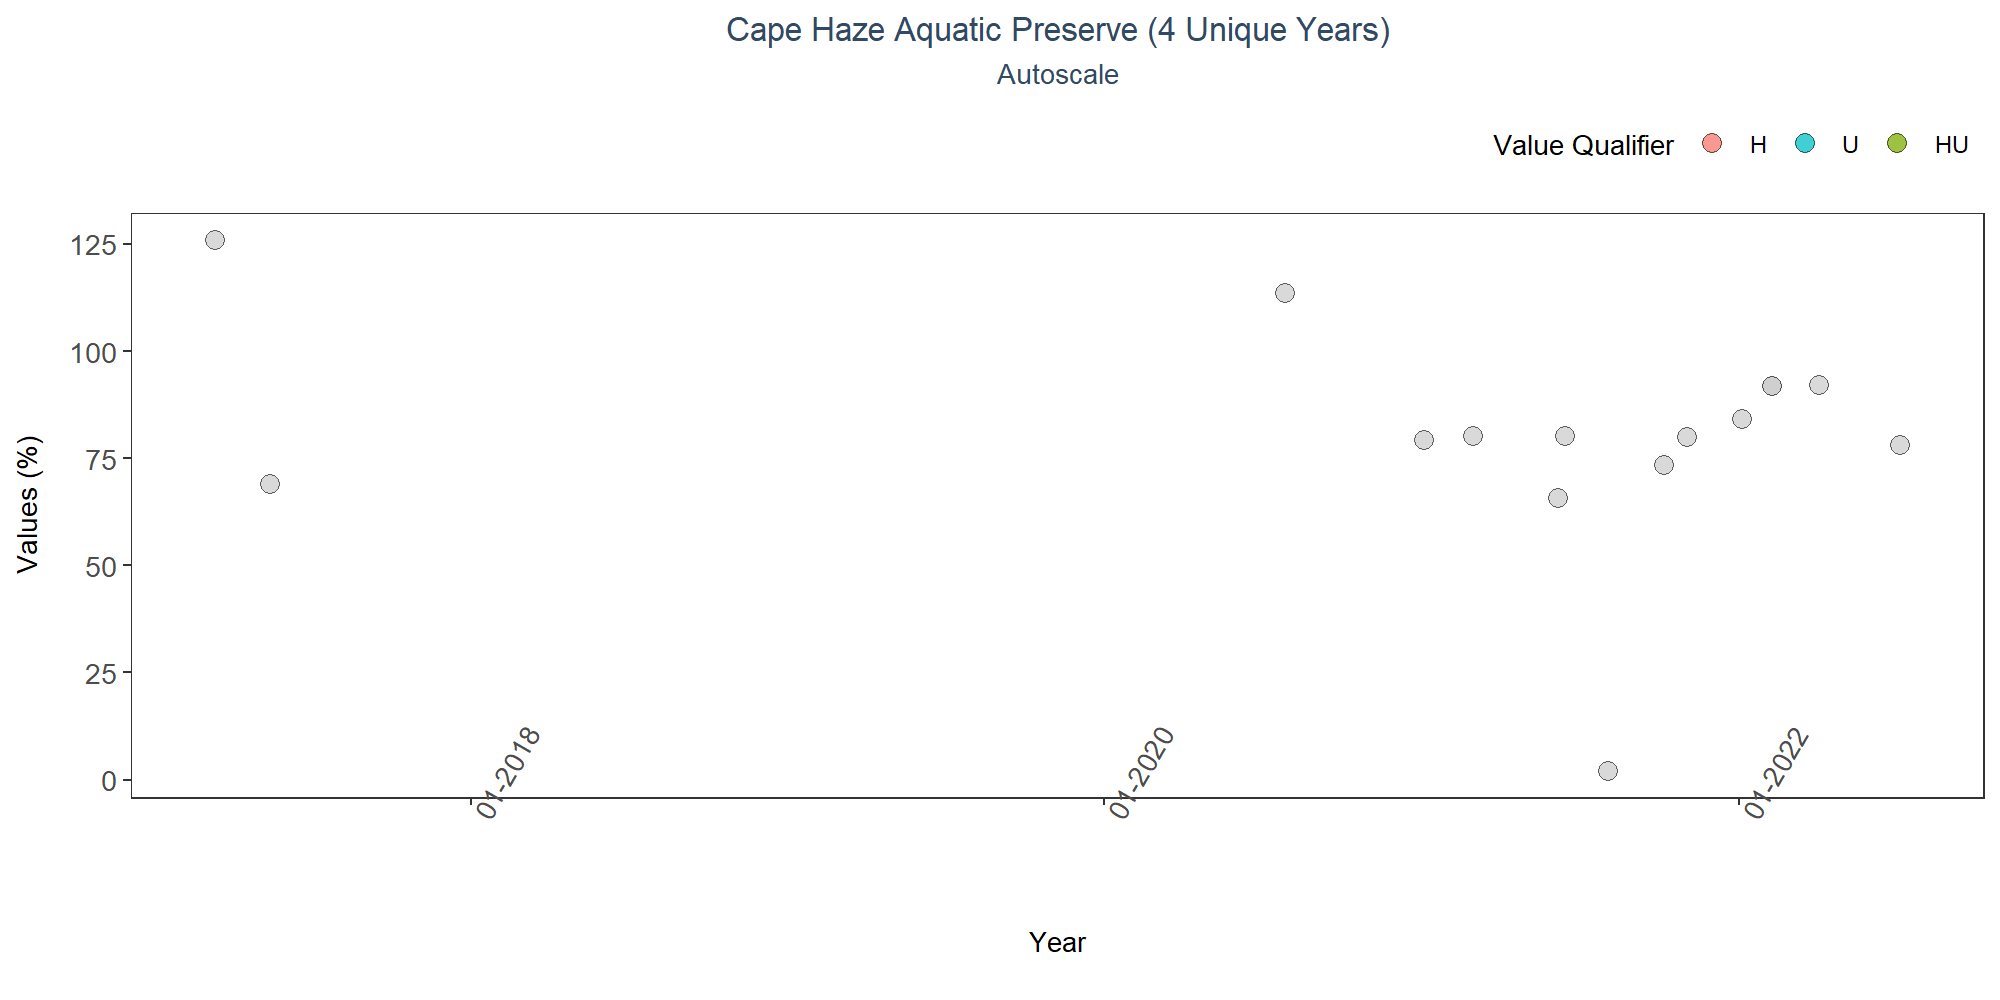 Cape Haze Aquatic Preserve (4 Unique Years)
Autoscale
Value Qualifier H U HU
Values (%)
125
100
75
50
25
0
01-2018
01-2020
01-2022
Year